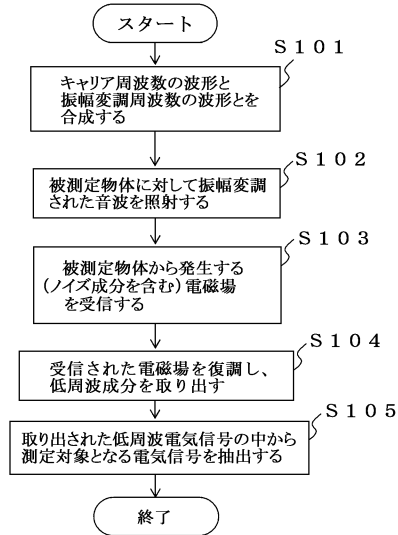 スタート
S101
キャリア周波数の波形と
振幅変調周波数の波形とを
合成する
S102
被測定物体に対して振幅変調
された音波を照射する
S103
被測定物体から発生する
(ノイズ成分を含む)電磁場
を受信する
S104
受信された電磁場を復調し、
低周波成分を取り出す
S105
取り出された低周波電気信号の中から
測定対象となる電気信号を抽出する
終了